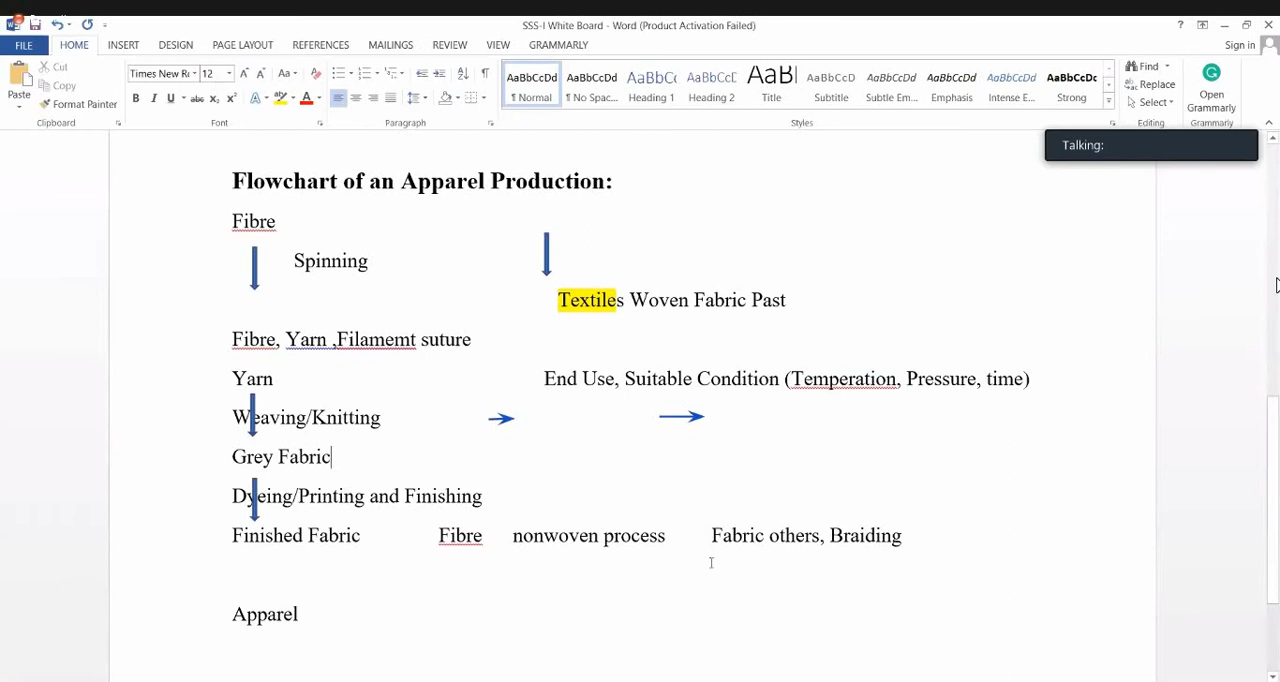 SSS-I White Board - Word (Product Activation Failed)
FILE HOME INSERT DESIGN PAGE LAYOUT REFERENCES MAILINGS REVIEW VIEW GRAMMARLY Sign in
Paste
Cut
Copy
Format Painter
Clipboard
Times New Ro 12
Font
Paragraph
AaBbCcDd AaBbCcDd AaBbCc AaBbCcD AaBl AaBbCcD AaBbCcDd AaBbCcDd AaBbCcDd AaBbCcDc
¶ Normal ¶ No Spac... Heading 1 Heading 2 Title Subtitle Subtle Em... Emphasis Intense E... Strong
Styles
Find
Replace
Select
Editing
Open
Grammarly
Grammarly
Talking:
Flowchart of an Apparel Production:
Fibre
Spinning
Textiles Woven Fabric Past
Fibre, Yarn ,Filamemt suture
Yarn End Use, Suitable Condition (Temperation, Pressure, time)
Weaving/Knitting
Grey Fabric
Dyeing/Printing and Finishing
Finished Fabric Fibre nonwoven process Fabric others, Braiding
Apparel